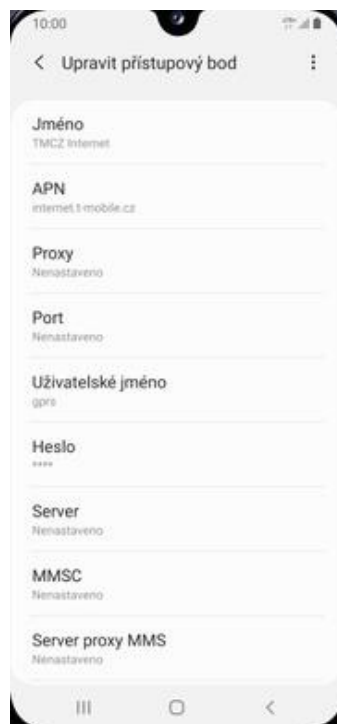 10:00
Upravit přístupový bod
Jméno
TMCZ Internet
APN
internet.t-mobile.cz
Proxy
Nenastaveno
Port
Nenastaveno
Uživatelské jméno
gprs
Heslo
****
Server
Nenastaveno
MMSC
Nenastaveno
Server proxy MMS
Nenastaveno